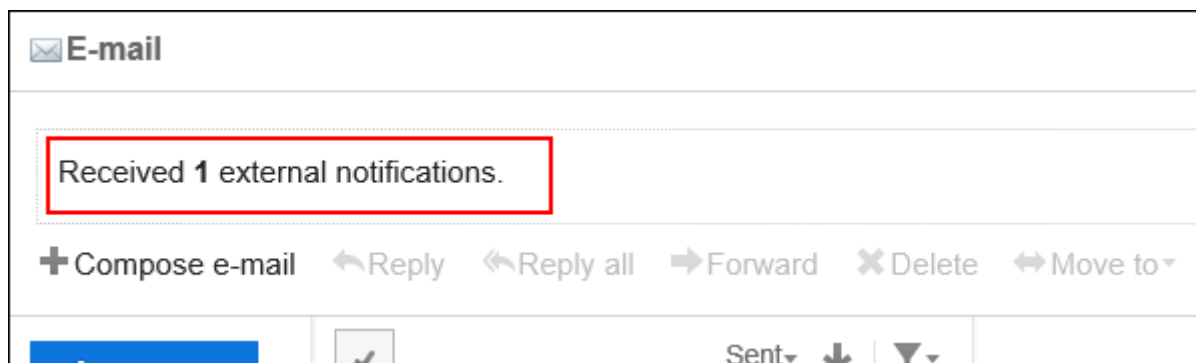 E-mail
Received 1 external notifications.
Compose e-mail Reply Reply all Forward Delete Move to
Sent